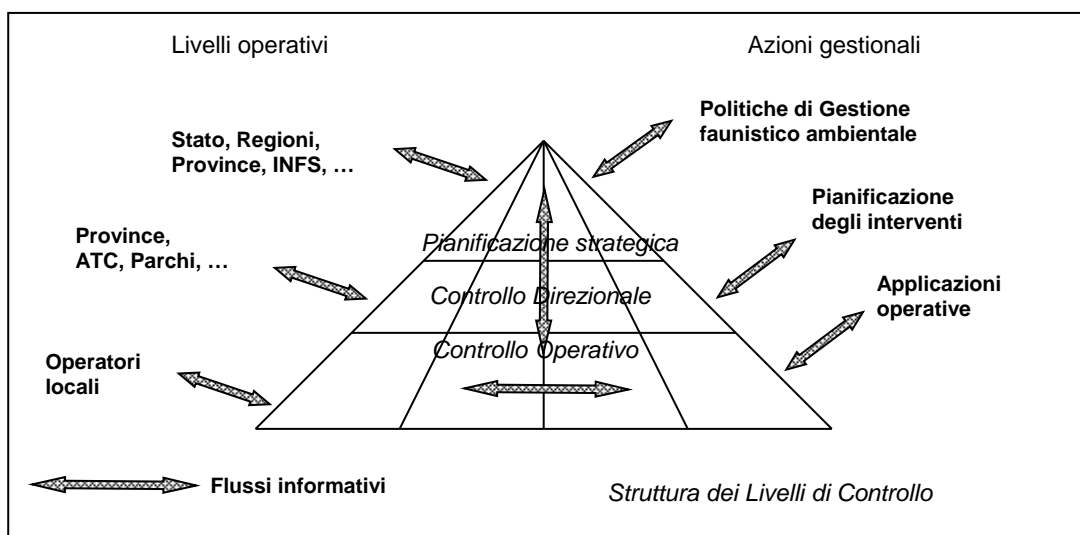 Livelli operativi
Azioni gestionali
Politiche di Gestione
faunistico ambientale
Stato, Regioni,
Province, INFS, …
Pianificazione
degli interventi
Province,
ATC, Parchi, …
Pianificazione strategica
Controllo Direzionale
Applicazioni
operative
Controllo Operativo
Operatori
locali
Flussi informativi
Struttura dei Livelli di Controllo